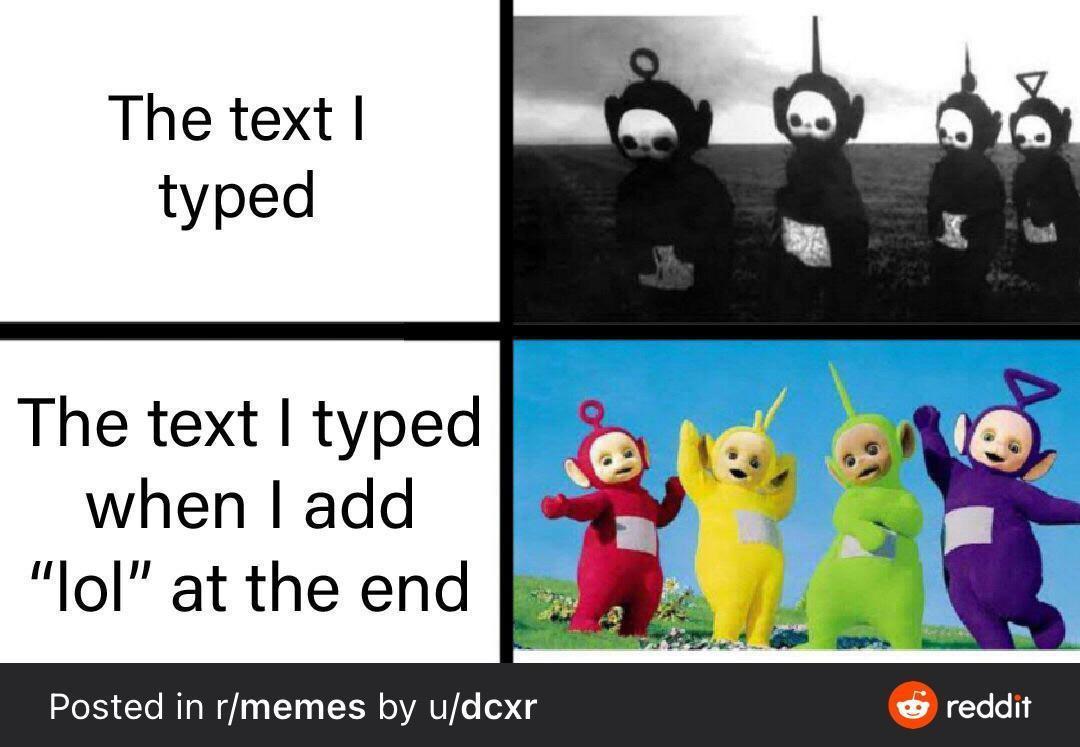 The text I
typed
The text I typed
when I add
“lol” at the end
Posted in r/memes by u/dcxr
reddit